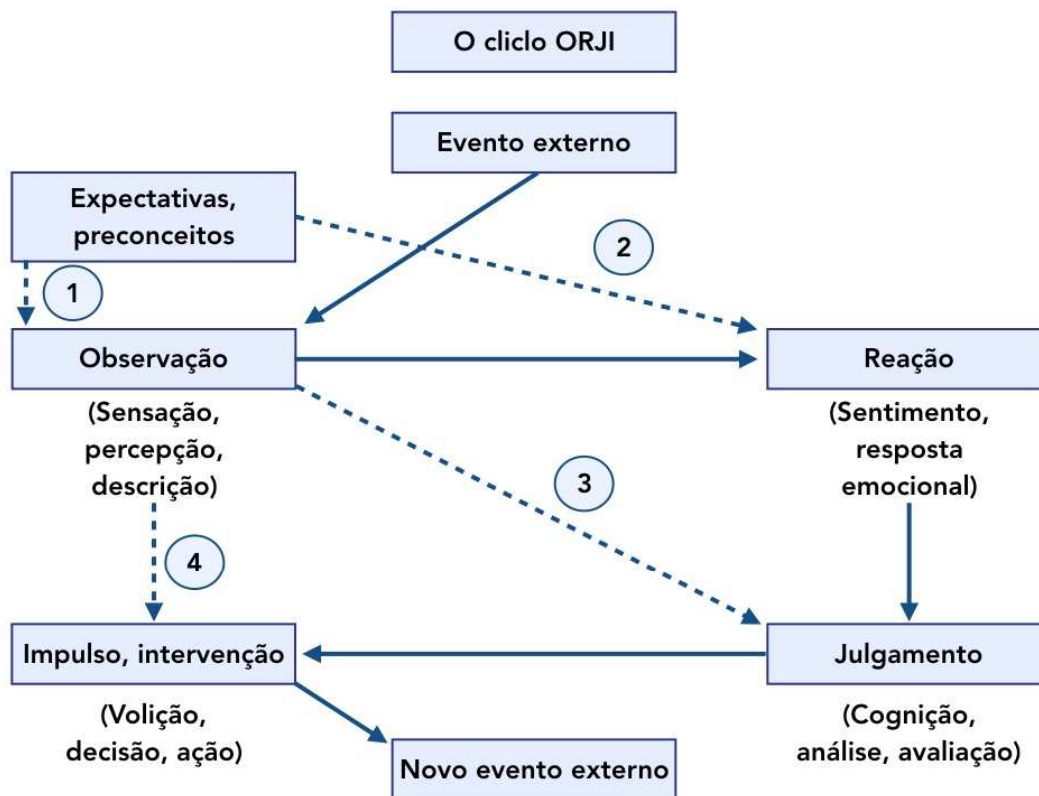 O cliclo ORJI
Evento externo
Expectativas,
preconceitos
2
1
Observação
Reação
(Sensação,
percepção,
descrição)
(Sentimento,
resposta
emocional)
3
4
Impulso, intervenção
Julgamento
(Volição,
decisão, ação)
(Cognição,
análise, avaliação)
Novo evento externo